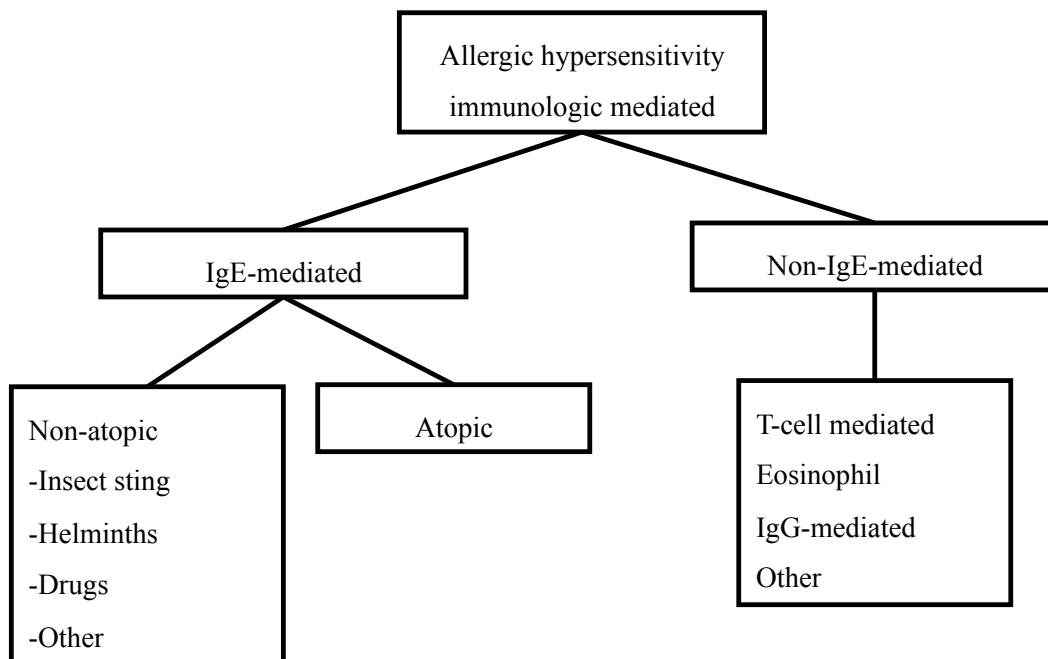 Allergic hypersensitivity
immunologic mediated
IgE-mediated
Non-IgE-mediated
Non-atopic
-Insect sting
-Helminths
-Drugs
-Other
Atopic
T-cell mediated
Eosinophil
IgG-mediated
Other